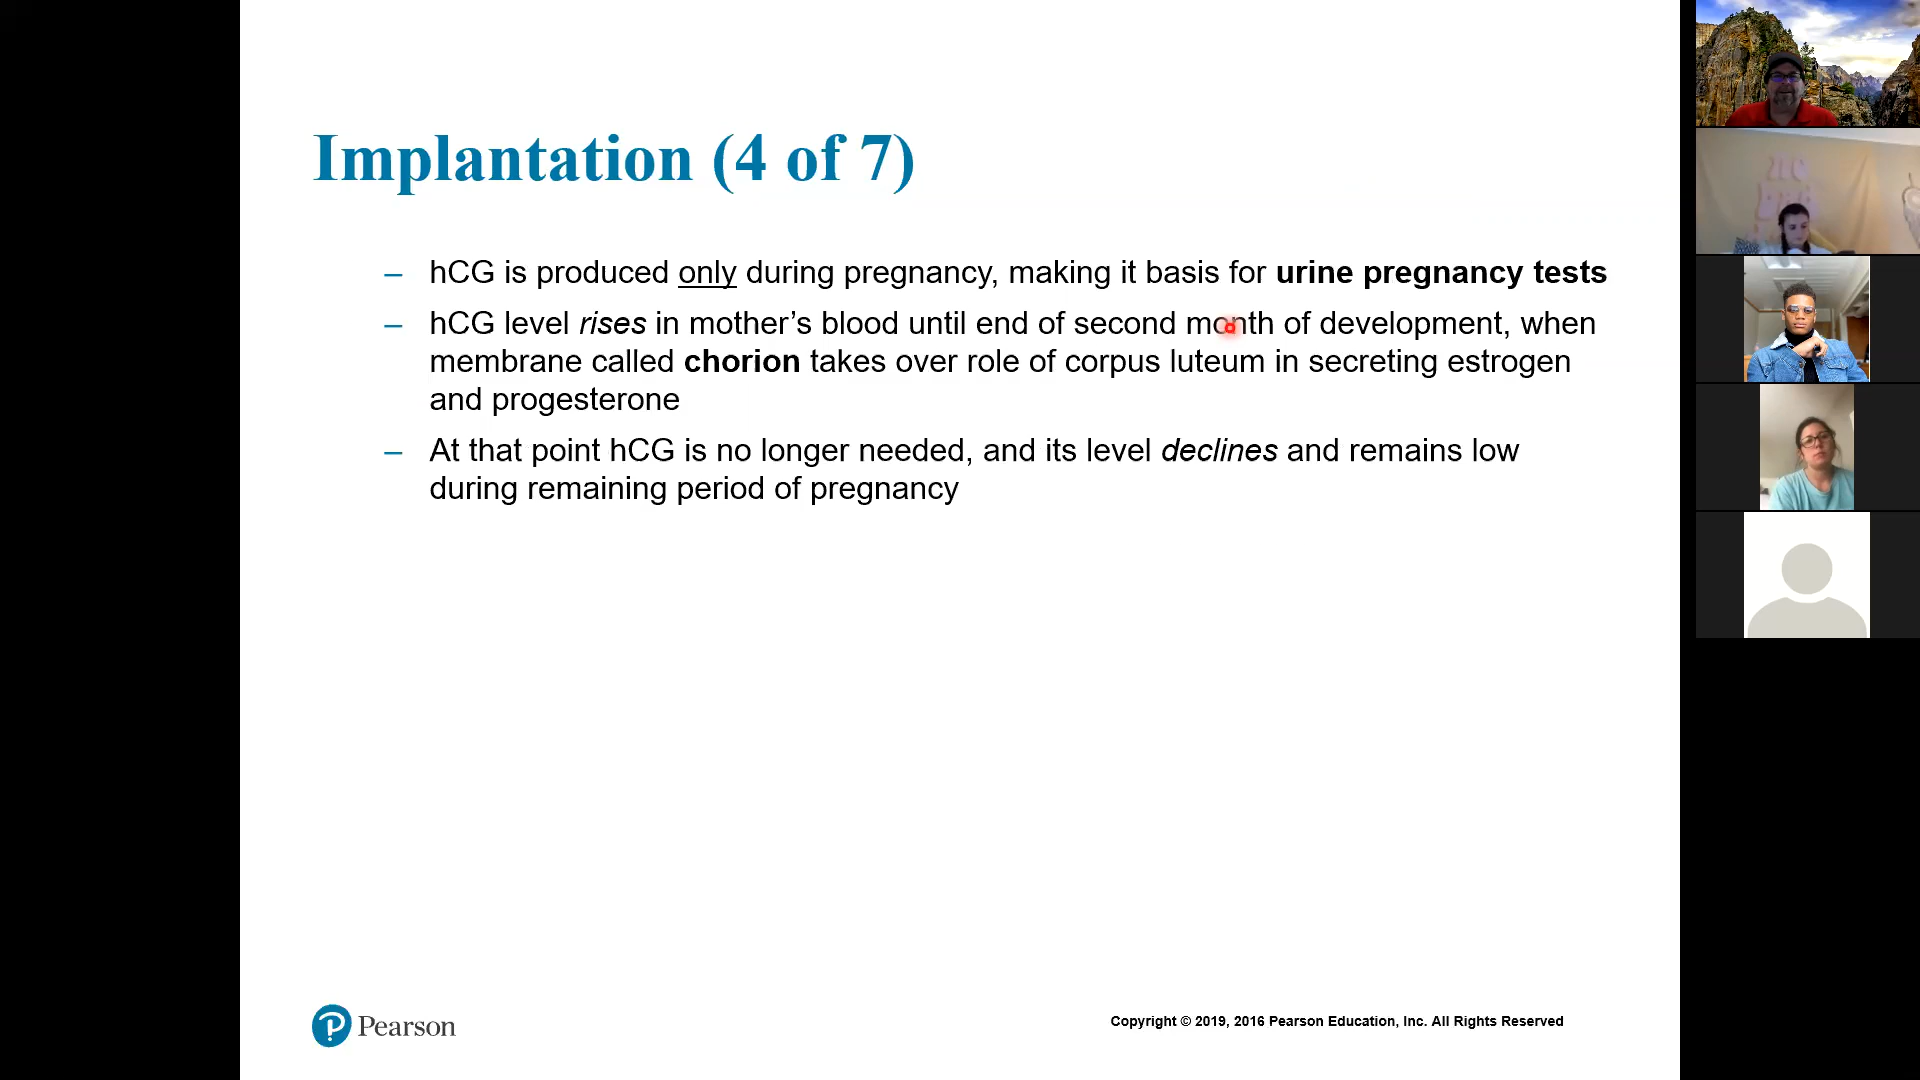 Implantation (4 of 7)
– hCG is produced only during pregnancy, making it basis for urine pregnancy tests
– hCG level rises in mother’s blood until end of second month of development, when
membrane called chorion takes over role of corpus luteum in secreting estrogen
and progesterone
– At that point hCG is no longer needed, and its level declines and remains low
during remaining period of pregnancy
Pearson
Copyright © 2019, 2016 Pearson Education, Inc. All Rights Reserved